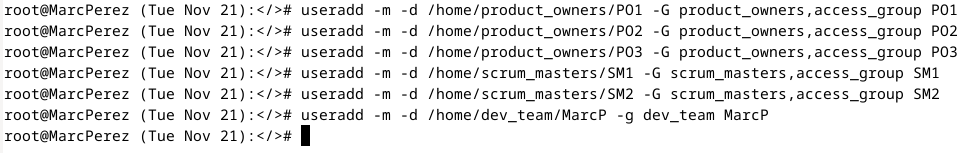 root@MarcPerez (Tue Nov 21):</># useradd -m -d /home/product_owners/PO1 -G product_owners,access_group PO1
root@MarcPerez (Tue Nov 21):</># useradd -m -d /home/product_owners/PO2 -G product_owners,access_group PO2
root@MarcPerez (Tue Nov 21):</># useradd -m -d /home/product_owners/PO3 -G product_owners,access_group PO3
root@MarcPerez (Tue Nov 21):</># useradd -m -d /home/scrum_masters/SM1 -G scrum_masters,access_group SM1
root@MarcPerez (Tue Nov 21):</># useradd -m -d /home/scrum_masters/SM2 -G scrum_masters,access_group SM2
root@MarcPerez (Tue Nov 21):</># useradd -m -d /home/dev_team/MarcP -g dev_team MarcP
root@MarcPerez (Tue Nov 21):</>#